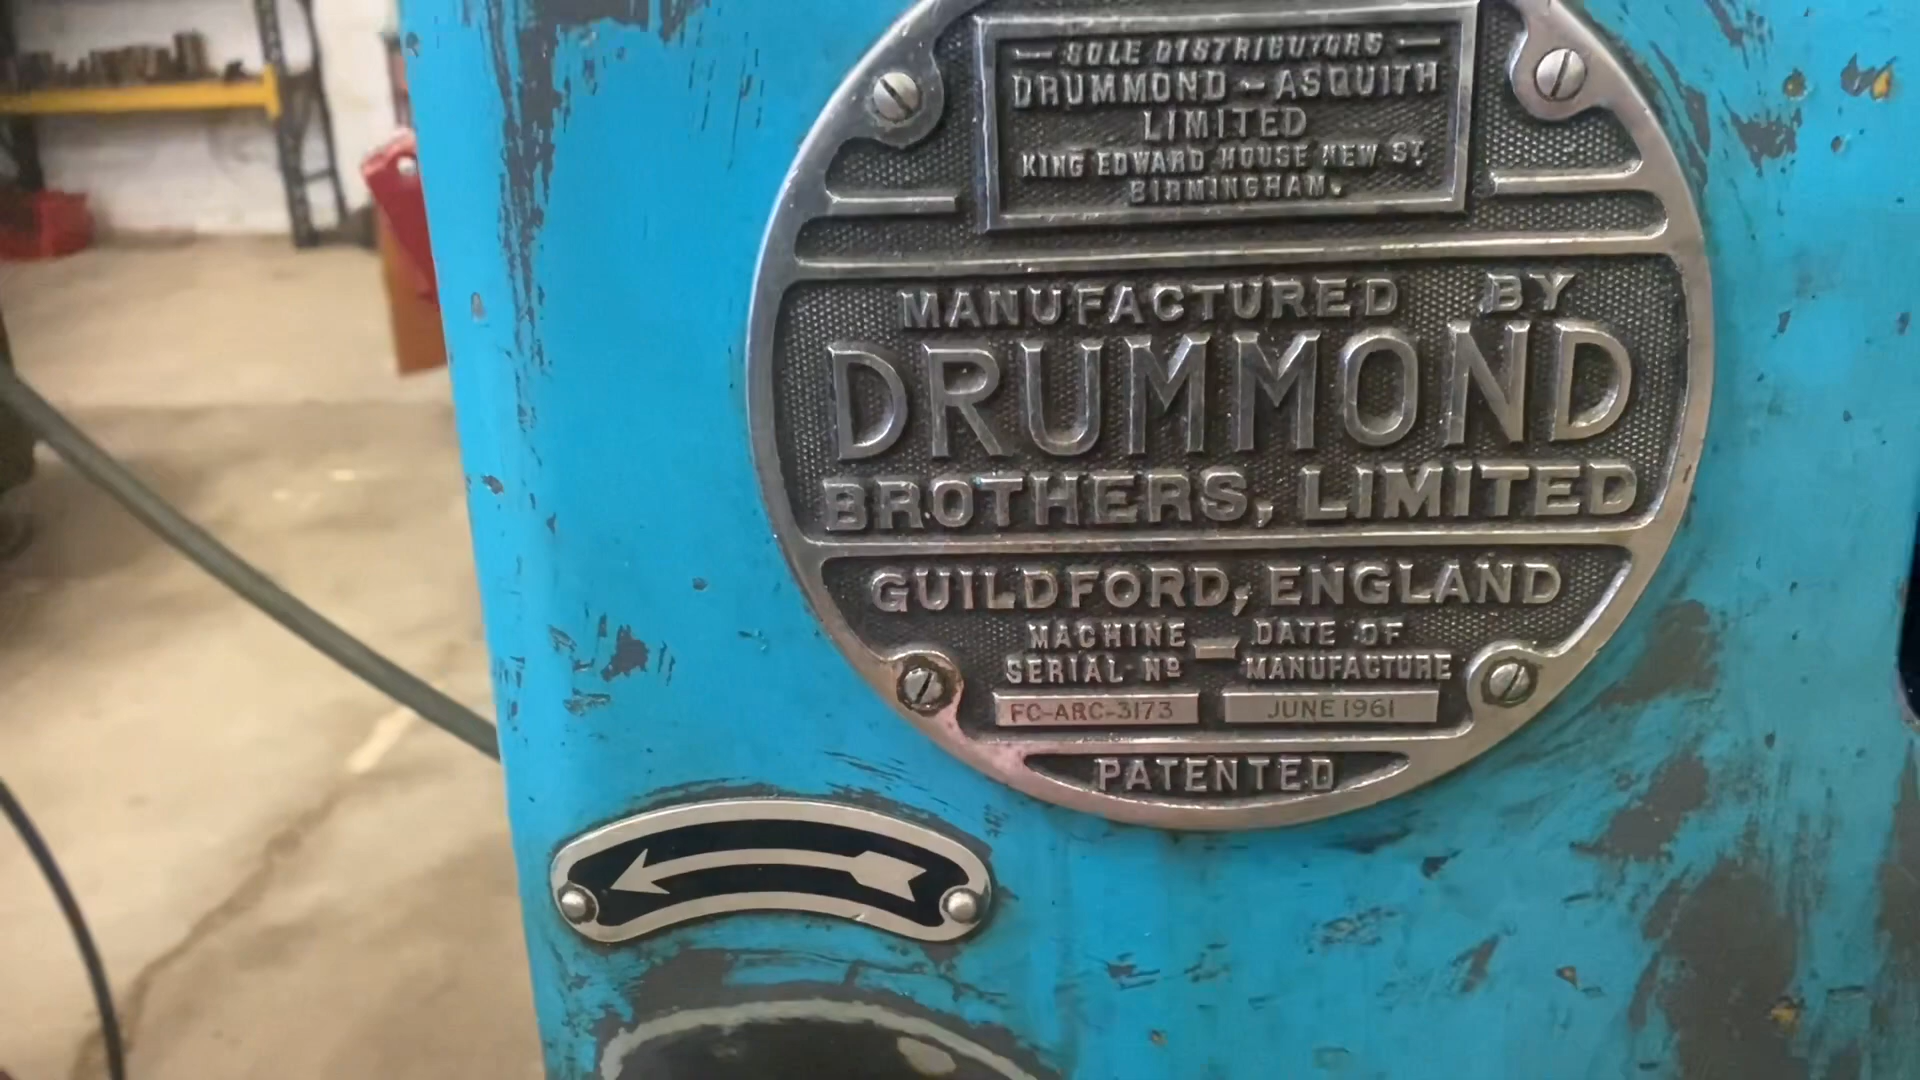 SOLE DISTRIBUTORS
DRUMMOND ~ ASQUITH
LIMITED
KING EDWARD HOUSE NEW ST.
BIRMINGHAM.
MANUFACTURED BY
DRUMMOND
BROTHERS, LIMITED
GUILDFORD, ENGLAND
MACHINE
SERIAL Nº
DATE OF
MANUFACTURE
FC-ARC-3173
JUNE 1961
PATENTED